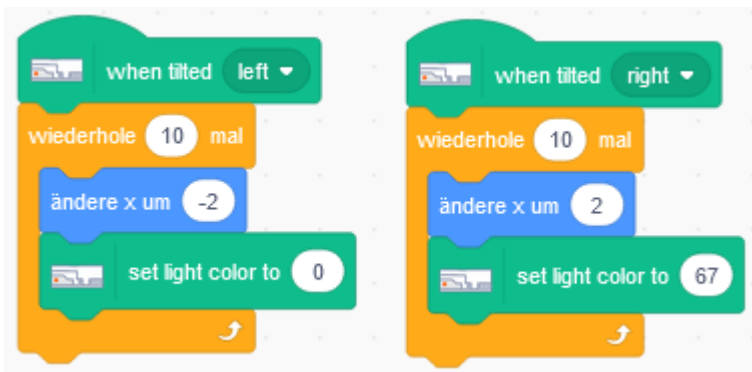 when tilted left
wiederhole 10 mal
ändere x um -2
set light color to 0
when tilted right
wiederhole 10 mal
ändere x um 2
set light color to 67